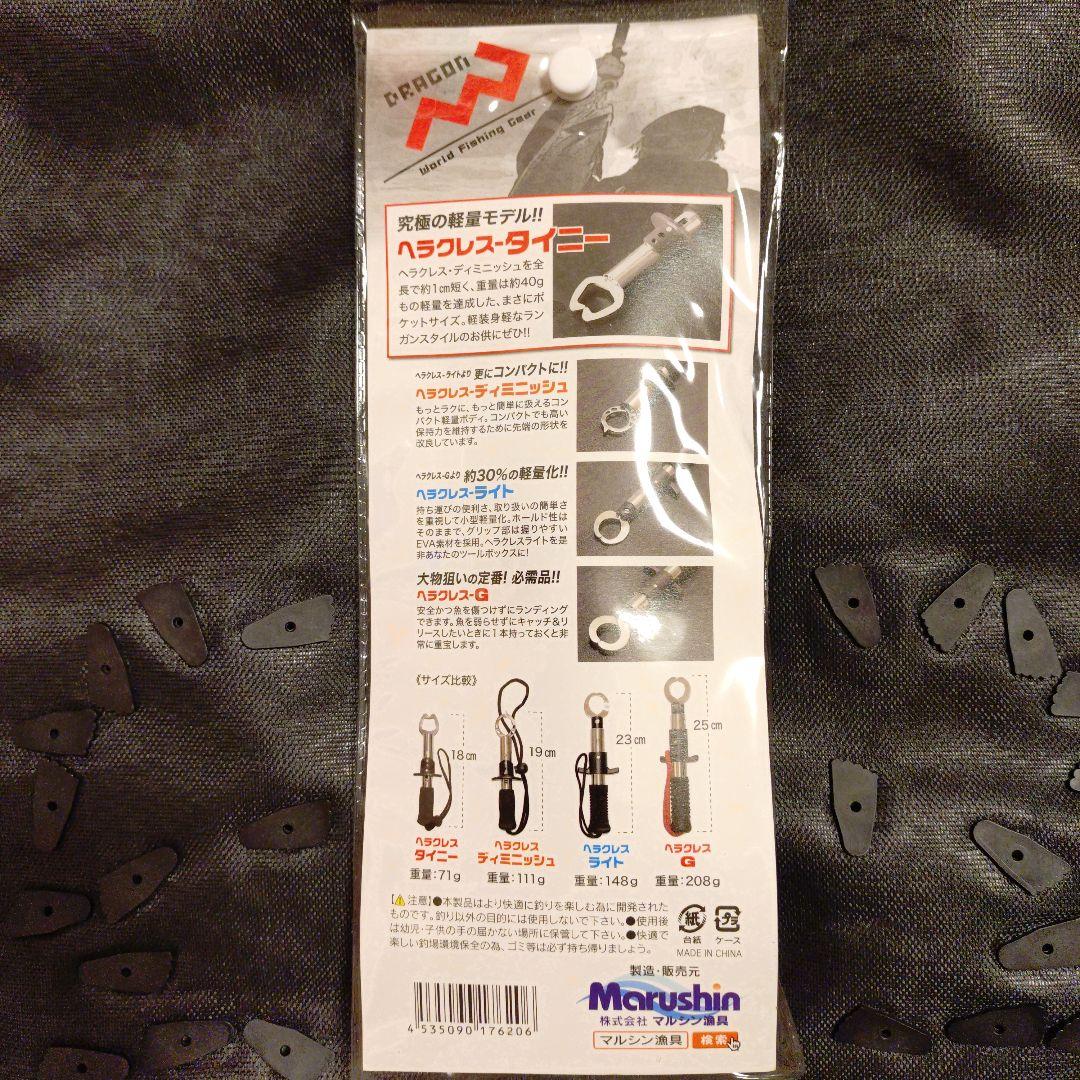 DRAGON
World Fishing Gear
究極の軽量モデル!!
ヘラクレス-タイニー
ヘラクレス・ディミニッシュを全
長で約1cm短く、重量は約40g
もの軽量を達成した、まさにポ
ケットサイズ。軽装身軽なラン
ガンスタイルのお供にぜひ!!
ヘラクレス-ライトより 更にコンパクトに!!
ヘラクレス-ディミニッシュ
もっとラクに、もっと簡単に扱えるコン
パクト軽量ボディ。コンパクトでも高い
保持力を維持するために先端の形状を
改良しています。
ヘラクレス-Gより 約30%の軽量化!!
ヘラクレス-ライト
持ち運びの便利さ、取り扱いの簡単さ
を重視して小型軽量化。ホールド性は
そのままで、グリップ部は握りやすい
EVA素材を採用。ヘラクレスライトを是
非あなたのツールボックスに!
大物狙いの定番! 必需品!!
ヘラクレス-G
安全かつ魚を傷つけずにランディング
できます。魚を弱らせずにキャッチ&リ
リースしたいときに1本持っておくと非
常に重宝します。
《サイズ比較》
18cm
19cm
23cm
25cm
ヘラクレス
タイニー
重量:71g
ヘラクレス
ディミニッシュ
重量:111g
ヘラクレス
ライト
重量:148g
ヘラクレス
G
重量:208g
【⚠注意】●本製品はより快適に釣りを楽しむ為に開発された
ものです。釣り以外の目的には使用しないで下さい。●使用後
は幼児・子供の手の届かない場所に保管して下さい。●快適で
楽しい釣場環境保全の為、ゴミ等は必ず持ち帰りましょう。
紙
台紙
プラ
ケース
MADE IN CHINA
製造・販売元
Marushin
株式会社 マルシン漁具
マルシン漁具 検索
4 535090 176206